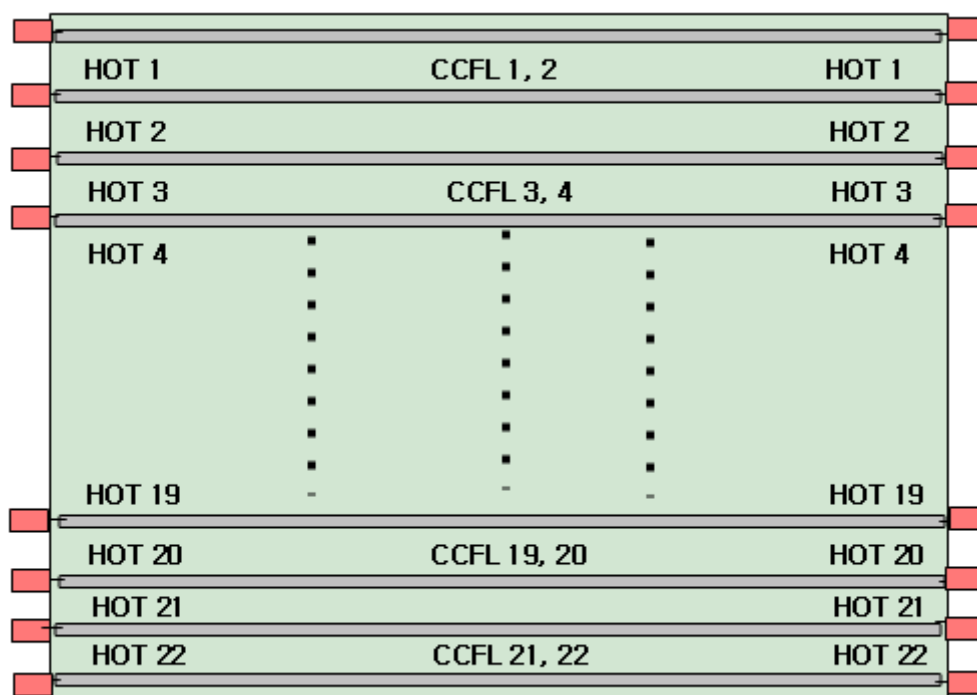 HOT 1 CCFL 1, 2 HOT 1
HOT 2 HOT 2
HOT 3 CCFL 3, 4 HOT 3
HOT 4 HOT 4
HOT 19 HOT 19
HOT 20 CCFL 19, 20 HOT 20
HOT 21 HOT 21
HOT 22 CCFL 21, 22 HOT 22